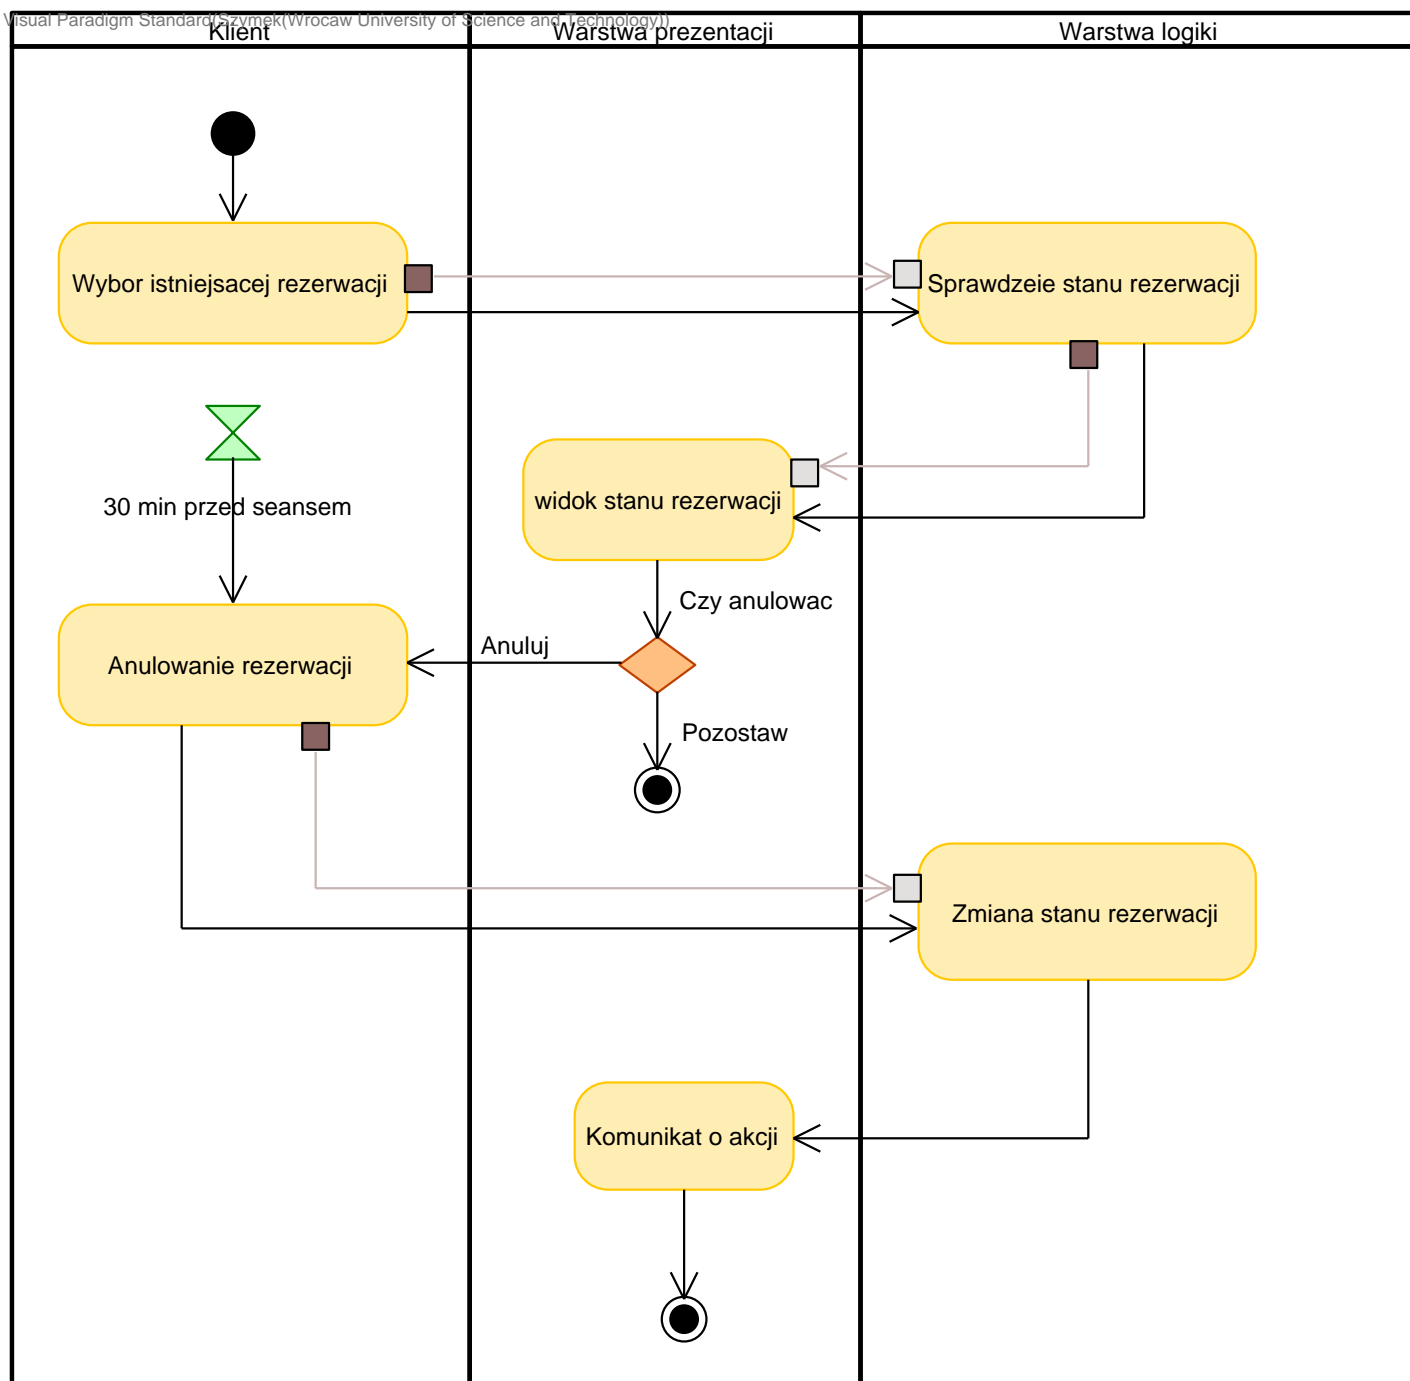 Visual Paradigm Standard(Szymek(Wrocaw University of Science and Technology))
Klient
Warstwa prezentacji
Warstwa logiki
Wybor istniejsacej rezerwacji
Sprawdzeie stanu rezerwacji
30 min przed seansem
widok stanu rezerwacji
Czy anulowac
Anuluj
Anulowanie rezerwacji
Pozostaw
Zmiana stanu rezerwacji
Komunikat o akcji